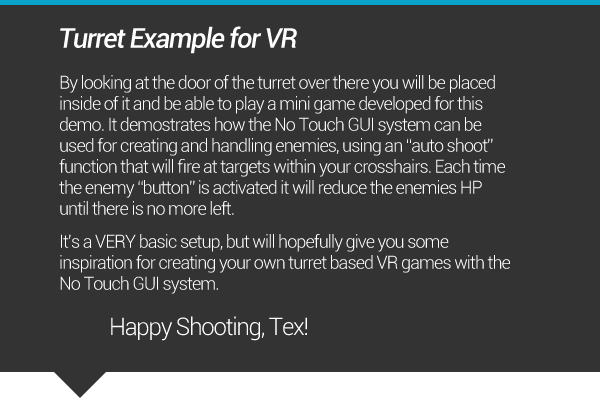 Turret Example for VR
By looking at the door of the turret over there you will be placed
inside of it and be able to play a mini game developed for this
demo. It demostrates how the No Touch GUI system can be
used for creating and handling enemies, using an “auto shoot”
function that will fire at targets within your crosshairs. Each time
the enemy “button” is activated it will reduce the enemies HP
until there is no more left.
It's a VERY basic setup, but will hopefully give you some
inspiration for creating your own turret based VR games with the
No Touch GUI system.
Happy Shooting, Tex!